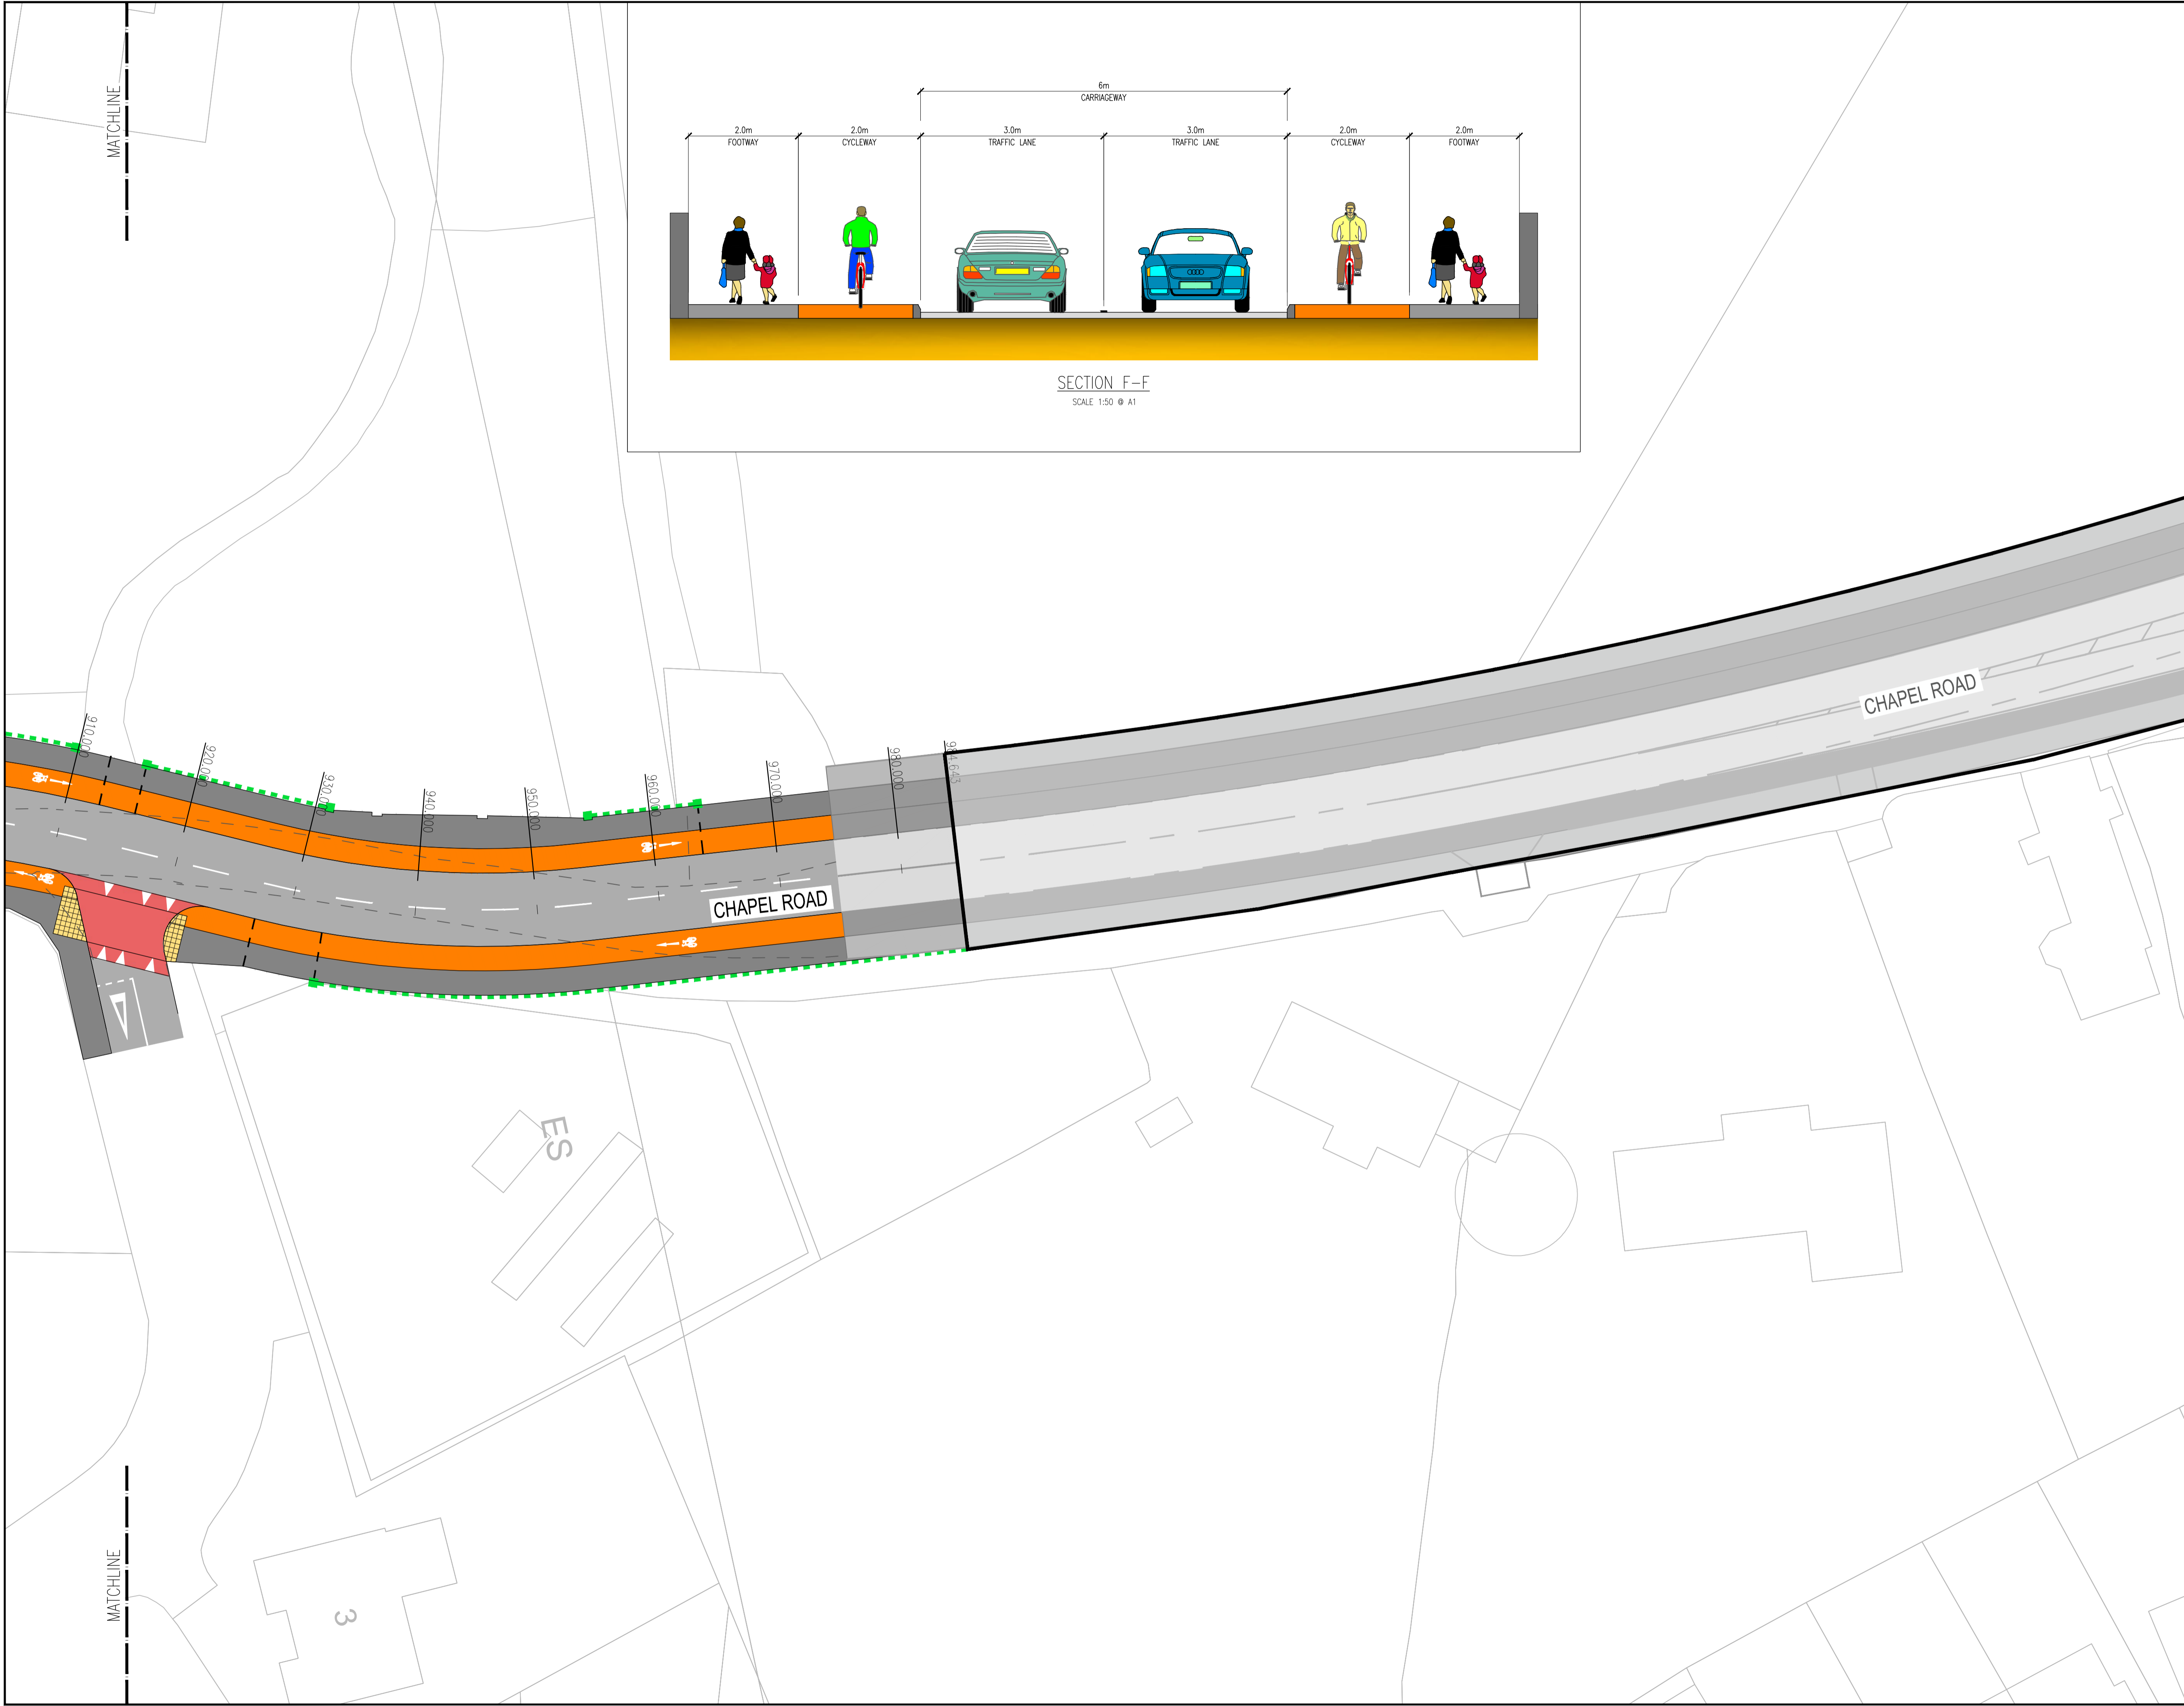 MATCHLINE
6m
CARRIAGEWAY
2.0m
FOOTWAY
2.0m
CYCLEWAY
3.0m
TRAFFIC LANE
3.0m
TRAFFIC LANE
2.0m
CYCLEWAY
2.0m
FOOTWAY
SECTION F-F
SCALE 1:50 @ A1
CHAPEL ROAD
910.000
920.000
930.000
940.000
950.000
960.000
970.000
980.000
984.643
CHAPEL ROAD
ES
3
MATCHLINE